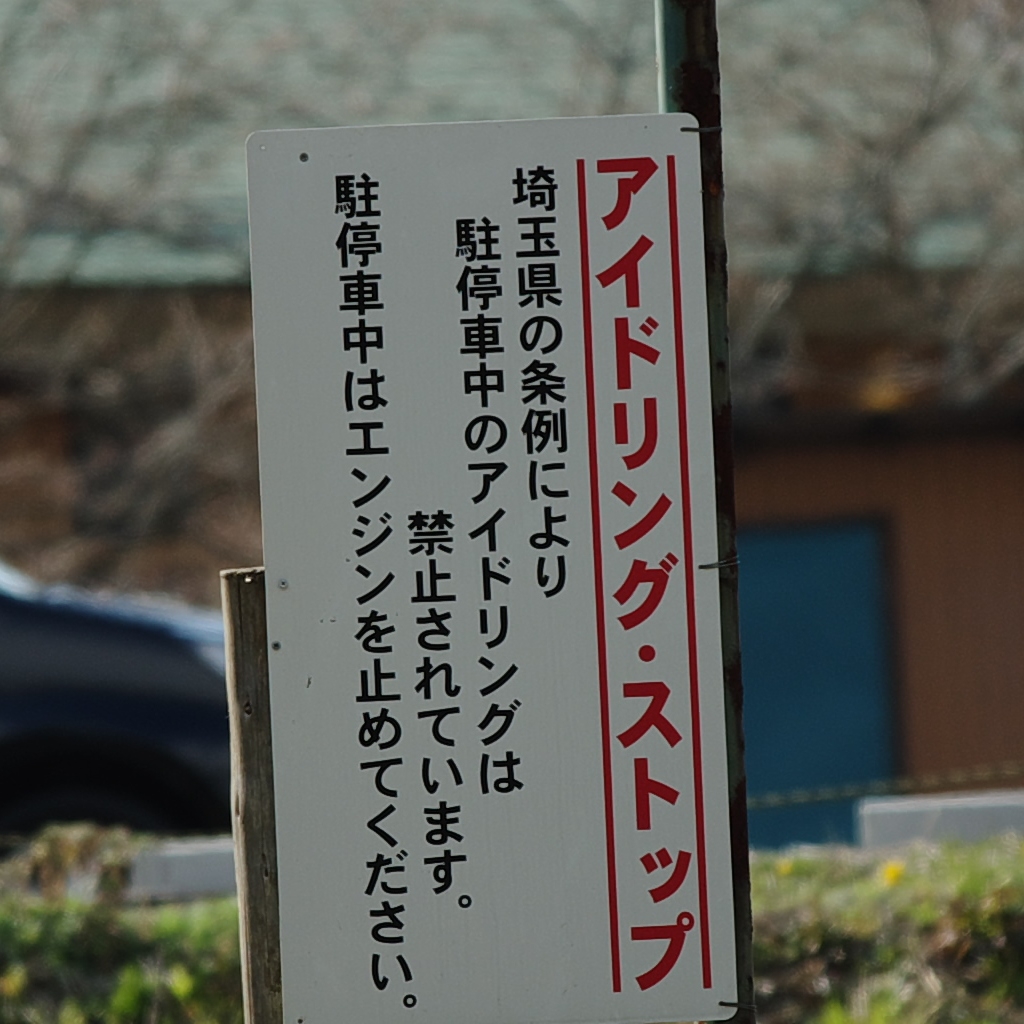 アイドリング・ストップ
埼玉県の条例により
駐停車中のアイドリングは
禁止されています。
駐停車中はエンジンを止めてください。